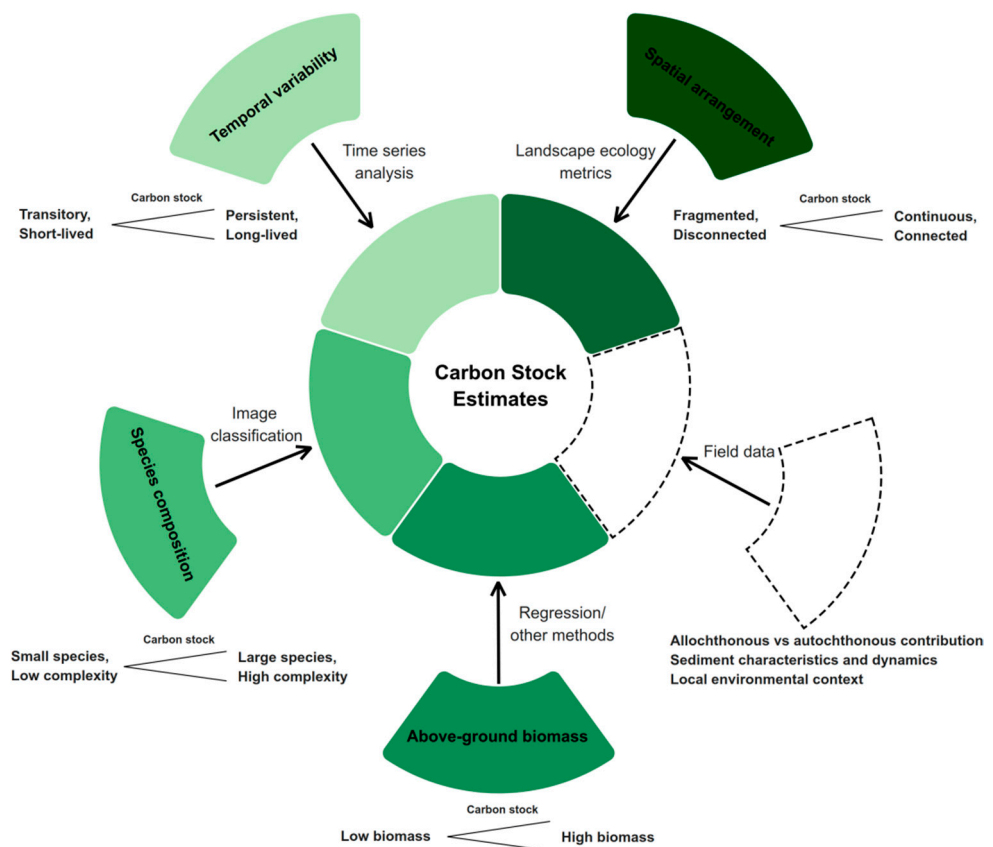 Temporal variability
Spatial arrangement
Time series
analysis
Landscape ecology
metrics
Carbon stock
Transitory,
Short-lived
Persistent,
Long-lived
Carbon stock
Fragmented,
Disconnected
Continuous,
Connected
Carbon Stock
Estimates
Image
classification
Species composition
Field data
Regression/
other methods
Carbon stock
Small species,
Low complexity
Large species,
High complexity
Allochthonous vs autochthonous contribution
Sediment characteristics and dynamics
Local environmental context
Above-ground biomass
Carbon stock
Low biomass
High biomass